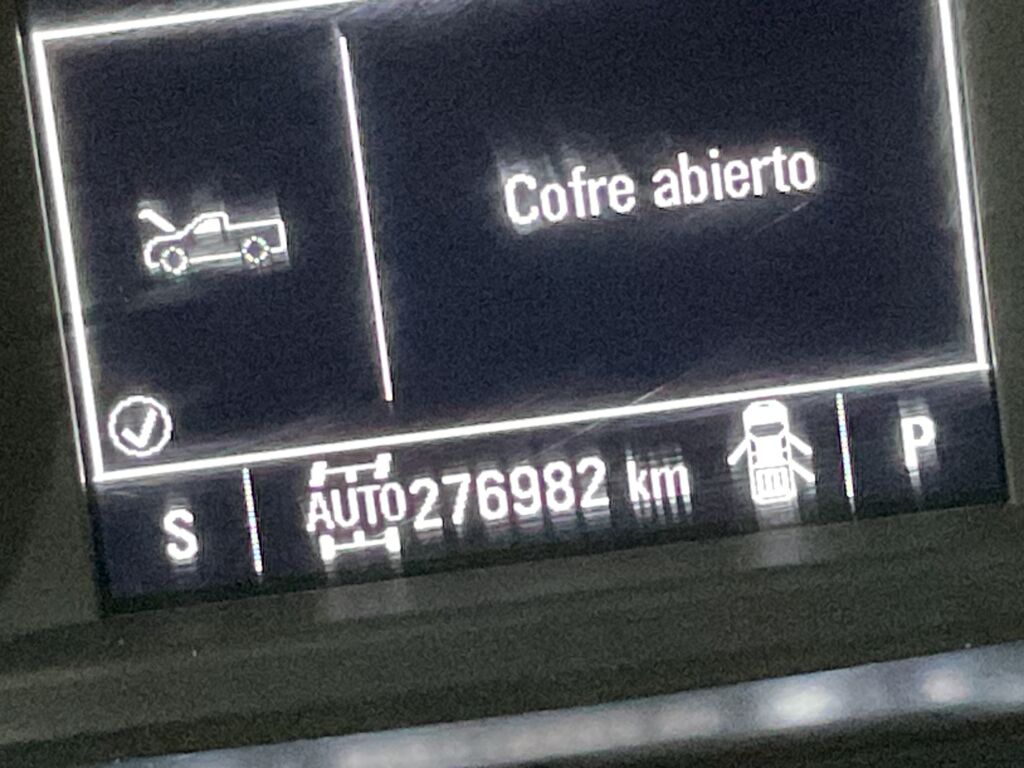 Cofre abierto
S
AUTO
276982 km
P